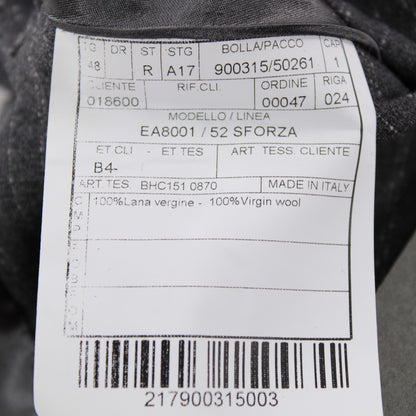 TG DR ST STG BOLLA/PACCO CAP
48 R A17 900315/50261 1
CLIENTE RIF.CLI. ORDINE RIGA
018600 00047 024
MODELLO / LINEA
EA8001 / 52 SFORZA
ET.CLI - ET.TES ART. TESS. CLIENTE
B4-
ART.TES. BHC151 0870 MADE IN ITALY
100%Lana vergine - 100%Virgin wool
217900315003